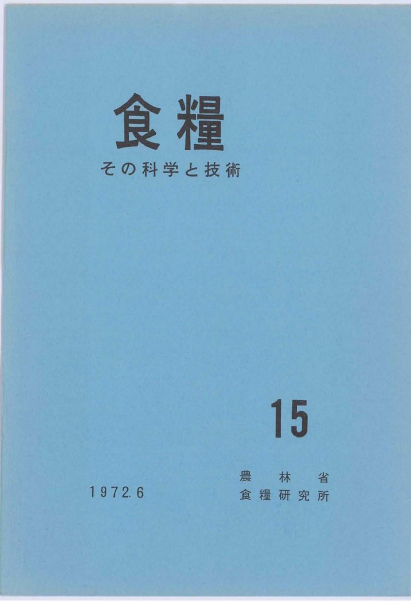 食糧
その科学と技術
15
1972.6
農林省
食糧研究所